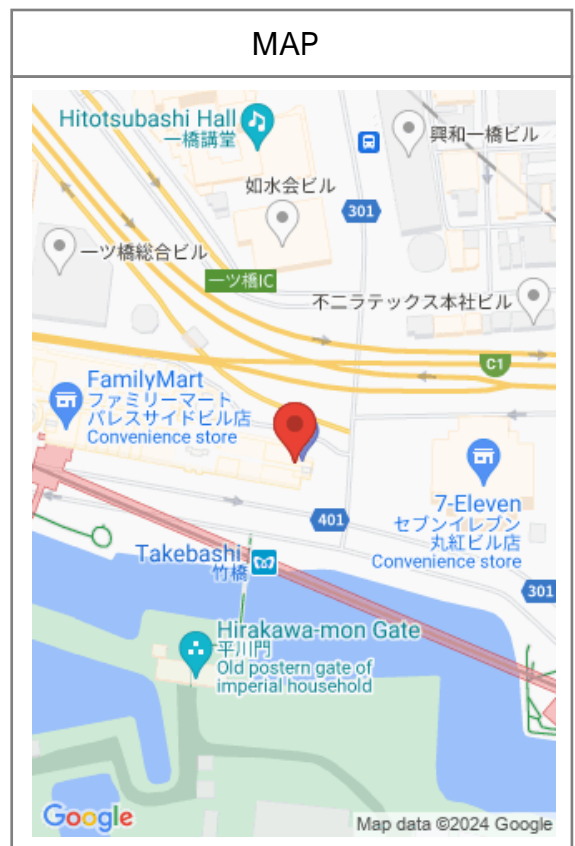 MAP
Hitotsubashi Hall
一橋講堂
興和一橋ビル
如水会ビル
301
一ツ橋総合ビル
一ツ橋IC
不二ラテックス本社ビル
C1
FamilyMart
ファミリーマート
パレスサイドビル店
Convenience store
7-Eleven
セブンイレブン
丸紅ビル店
Convenience store
401
Takebashi
竹橋
301
Hirakawa-mon Gate
平川門
Old postern gate of
imperial household
Google
Map data ©2024 Google